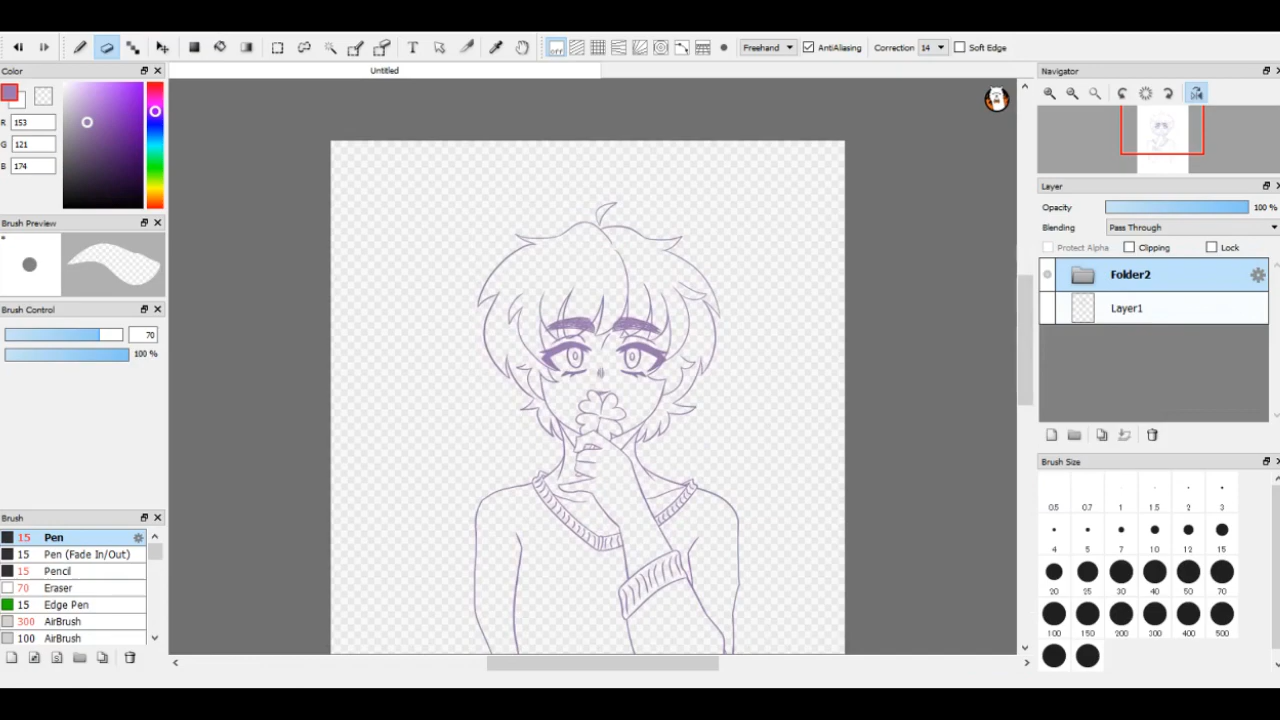 Freehand AntiAliasing Correction 14 Soft Edge
Color
Untitled
Navigator
R 153
G 121
B 174
Layer
Opacity 100 %
Blending Pass Through
Protect Alpha Clipping Lock
Brush Preview
Folder2
Layer1
Brush Control
70
100 %
Brush Size
0.5 0.7 1 1.5 2 3
4 5 7 10 12 15
20 25 30 40 50 70
100 150 200 300 400 500
Brush
15 Pen
15 Pen (Fade In/Out)
15 Pencil
70 Eraser
15 Edge Pen
300 AirBrush
100 AirBrush
off